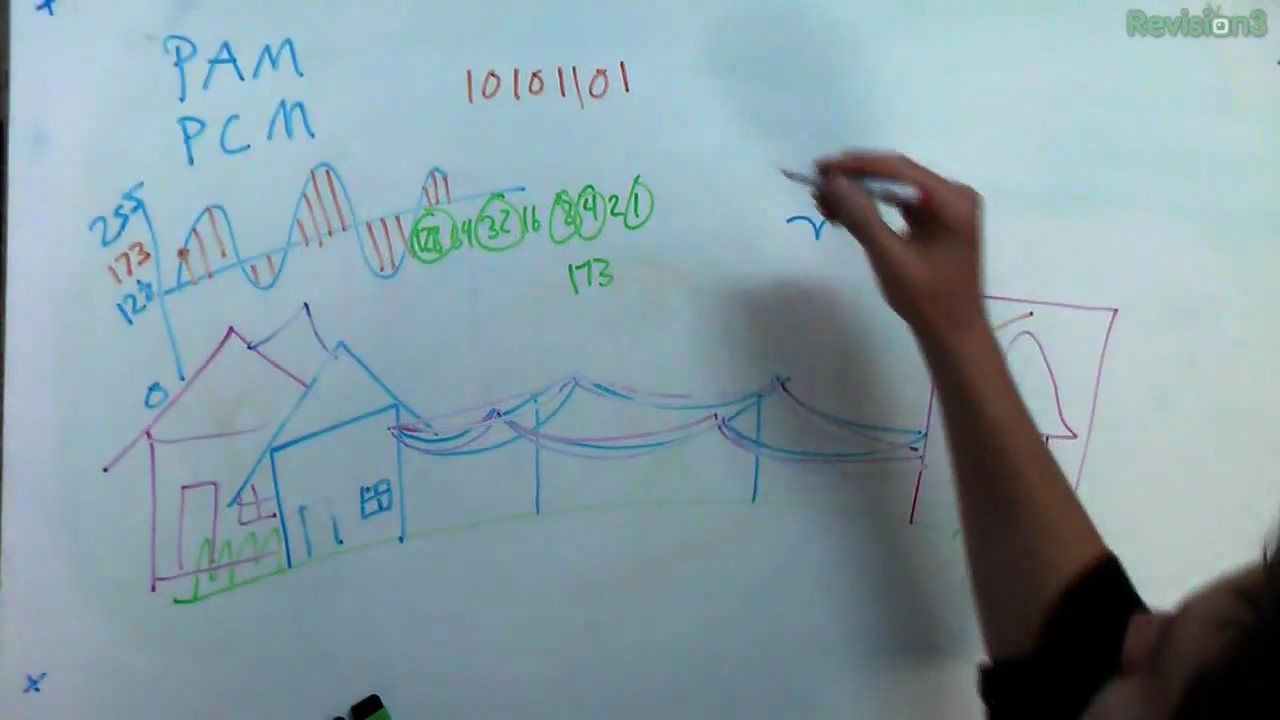 Revision3
PAM
PCM
10101101
255
173
128
0
128 64 32 16 8 4 2 1
173
x